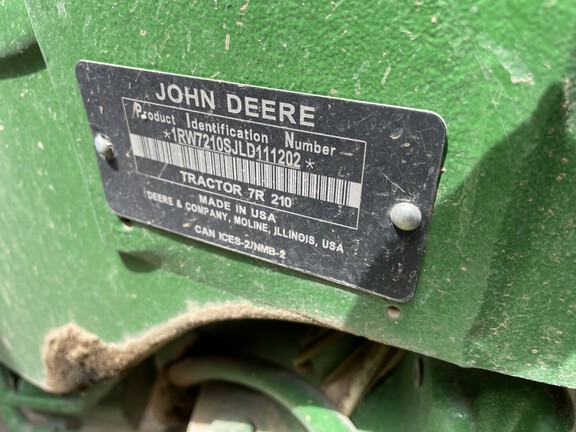 JOHN DEERE
Product Identification Number
*1RW7210SJLD111202*
TRACTOR 7R 210
MADE IN USA
DEERE & COMPANY, MOLINE, ILLINOIS, USA
CAN ICES-2/NMB-2